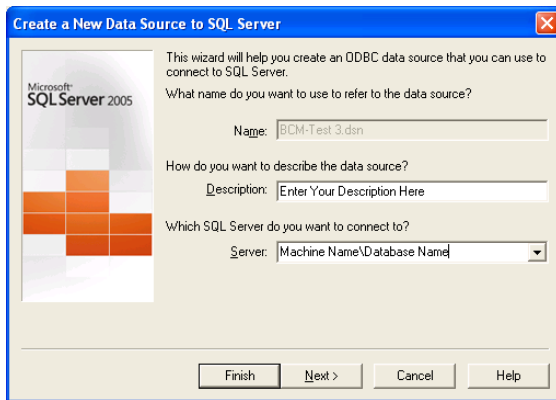 Create a New Data Source to SQL Server
Microsoft®
SQL Server 2005
This wizard will help you create an ODBC data source that you can use to
connect to SQL Server.
What name do you want to use to refer to the data source?
Name: BCM-Test 3.dsn
How do you want to describe the data source?
Description: Enter Your Description Here
Which SQL Server do you want to connect to?
Server: Machine Name\Database Name
Finish Next > Cancel Help